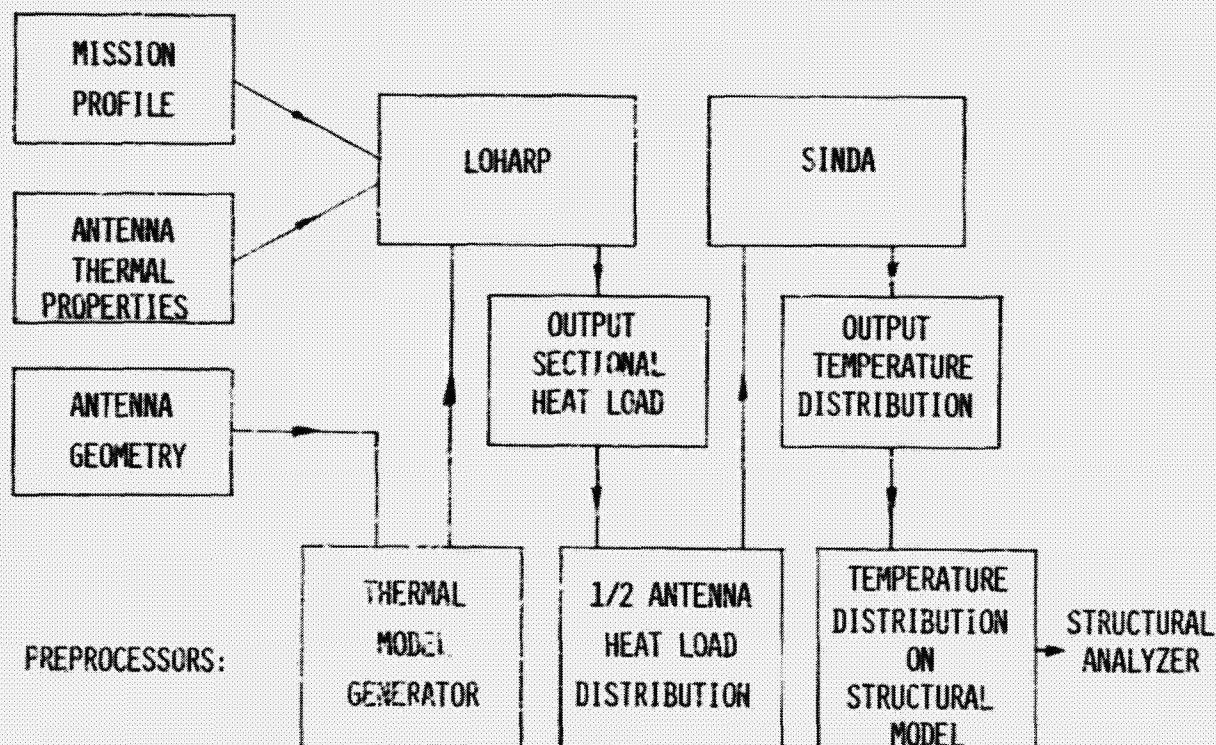 MISSION
PROFILE
ANTENNA
THERMAL
PROPERTIES
ANTENNA
GEOMETRY
LOHARP
SINDA
OUTPUT
SECTIONAL
HEAT LOAD
OUTPUT
TEMPERATURE
DISTRIBUTION
PREPROCESSORS:
THERMAL
MODEL
GENERATOR
1/2 ANTENNA
HEAT LOAD
DISTRIBUTION
TEMPERATURE
DISTRIBUTION
ON
STRUCTURAL
MODEL
STRUCTURAL
ANALYZER